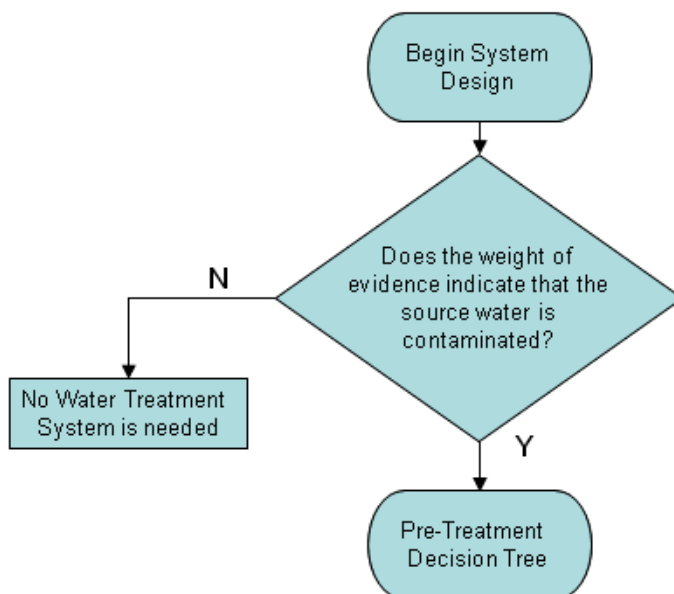 Begin System
Design
Does the weight of
evidence indicate that the
source water is
contaminated?
N
No Water Treatment
System is needed
Y
Pre-Treatment
Decision Tree